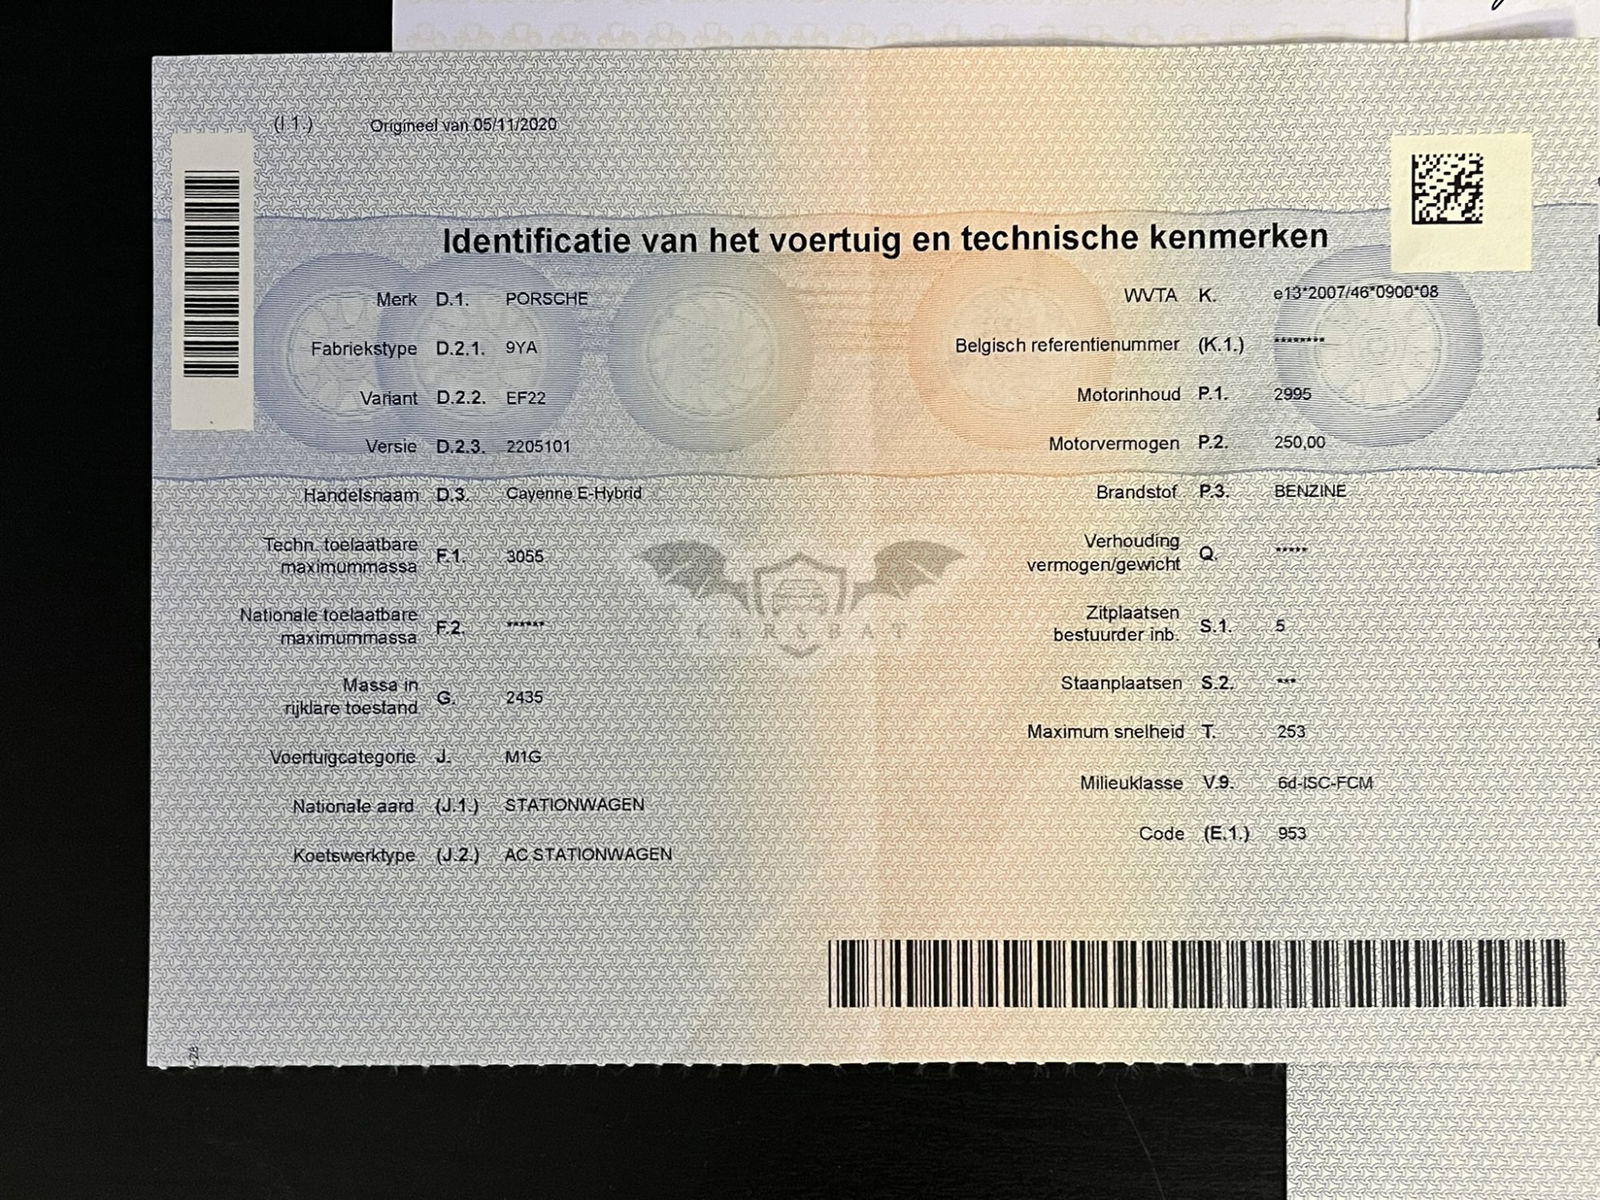 (I.1.) Origineel van 05/11/2020
Identificatie van het voertuig en technische kenmerken
Merk D.1. PORSCHE
Fabriekstype D.2.1. 9YA
Variant D.2.2. EF22
Versie D.2.3. 2205101
Handelsnaam D.3. Cayenne E-Hybrid
Techn. toelaatbare
maximummassa F.1. 3055
Nationale toelaatbare
maximummassa F.2. ******
Massa in
rijklare toestand G. 2435
Voertuigcategorie J. M1G
Nationale aard (J.1.) STATIONWAGEN
Koetswerktype (J.2.) AC STATIONWAGEN
WVTA K. e13*2007/46*0900*08
Belgisch referentienummer (K.1.) ********
Motorinhoud P.1. 2995
Motorvermogen P.2. 250,00
Brandstof P.3. BENZINE
Verhouding
vermogen/gewicht Q. *****
Zitplaatsen
bestuurder inb. S.1. 5
Staanplaatsen S.2. ***
Maximum snelheid T. 253
Milieuklasse V.9. 6d-ISC-FCM
Code (E.1.) 953
CARSBAT